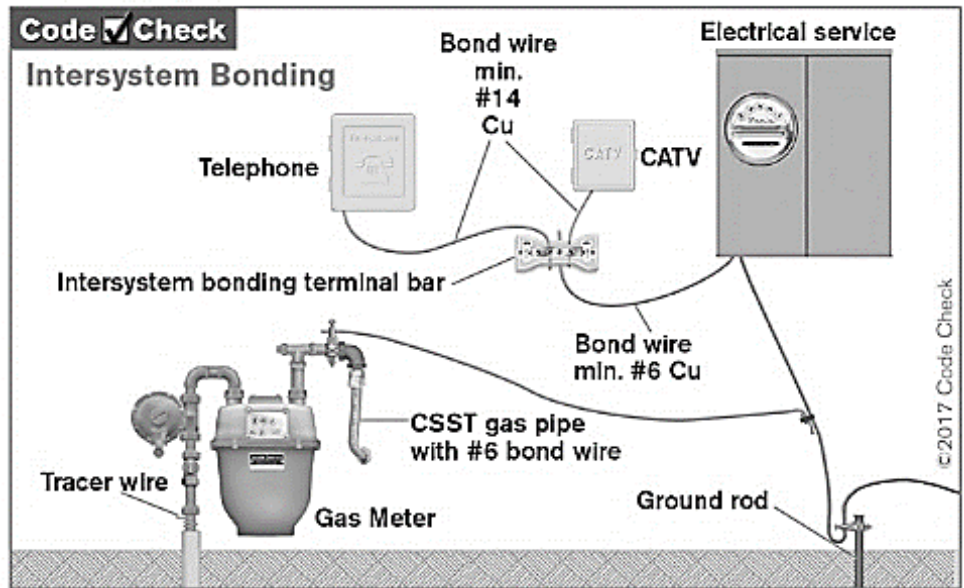 Code Check
Intersystem Bonding
Bond wire
min.
#14
Cu
Electrical service
Telephone
CATV
CATV
Intersystem bonding terminal bar
Bond wire
min. #6 Cu
CSST gas pipe
with #6 bond wire
Tracer wire
Gas Meter
Ground rod
©2017 Code Check